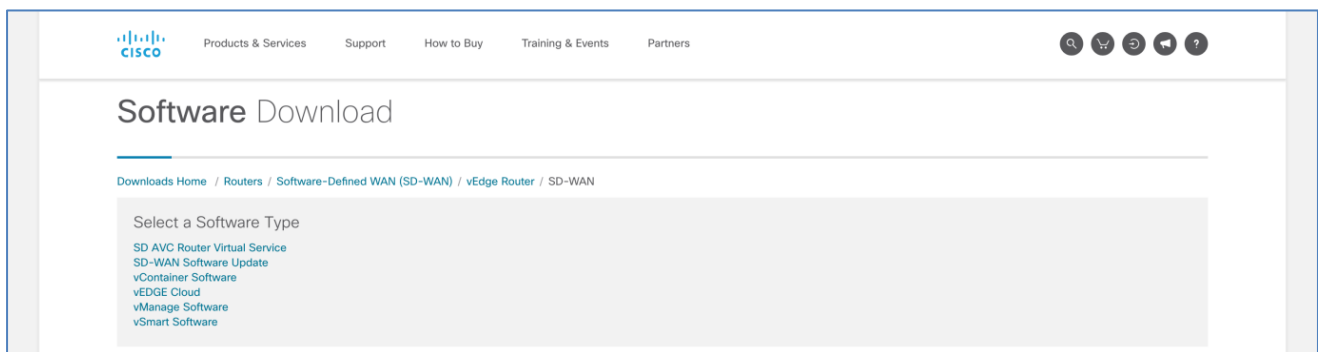 CISCO
Products & Services Support How to Buy Training & Events Partners ?
Software Download
Downloads Home / Routers / Software-Defined WAN (SD-WAN) / vEdge Router / SD-WAN
Select a Software Type
SD AVC Router Virtual Service
SD-WAN Software Update
vContainer Software
vEDGE Cloud
vManage Software
vSmart Software